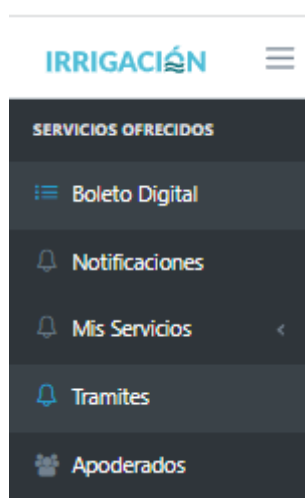 IRRIGACIÓN
SERVICIOS OFRECIDOS
Boleto Digital
Notificaciones
Mis Servicios
Tramites
Apoderados